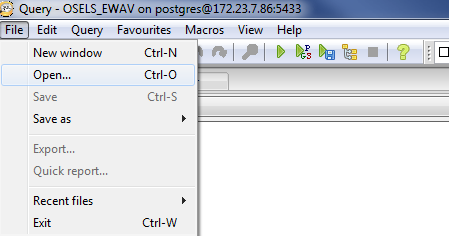 Query - OSELS_EWAV on postgres@172.23.7.86:5433
File Edit Query Favourites Macros View Help
New window Ctrl-N
Open... Ctrl-O
Save Ctrl-S
Save as
Export...
Quick report...
Recent files
Exit Ctrl-W